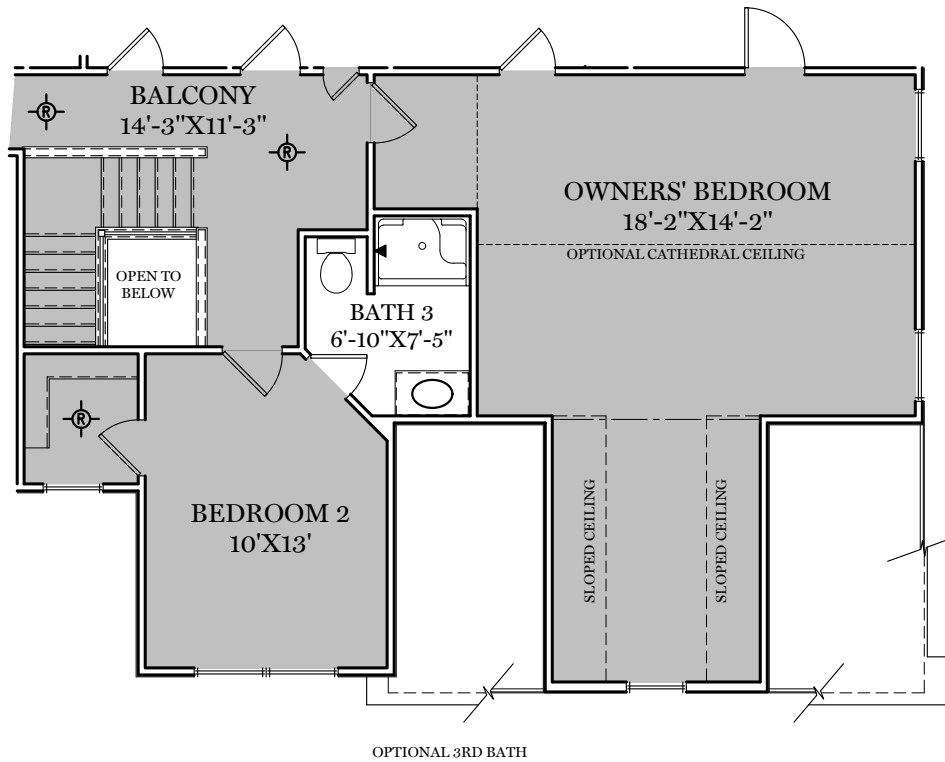 BALCONY
14'-3"X11'-3"
R
R
OWNERS' BEDROOM
18'-2"X14'-2"
OPTIONAL CATHEDRAL CEILING
OPEN TO
BELOW
BATH 3
6'-10"X7'-5"
R
BEDROOM 2
10'X13'
SLOPED CEILING
SLOPED CEILING
OPTIONAL 3RD BATH